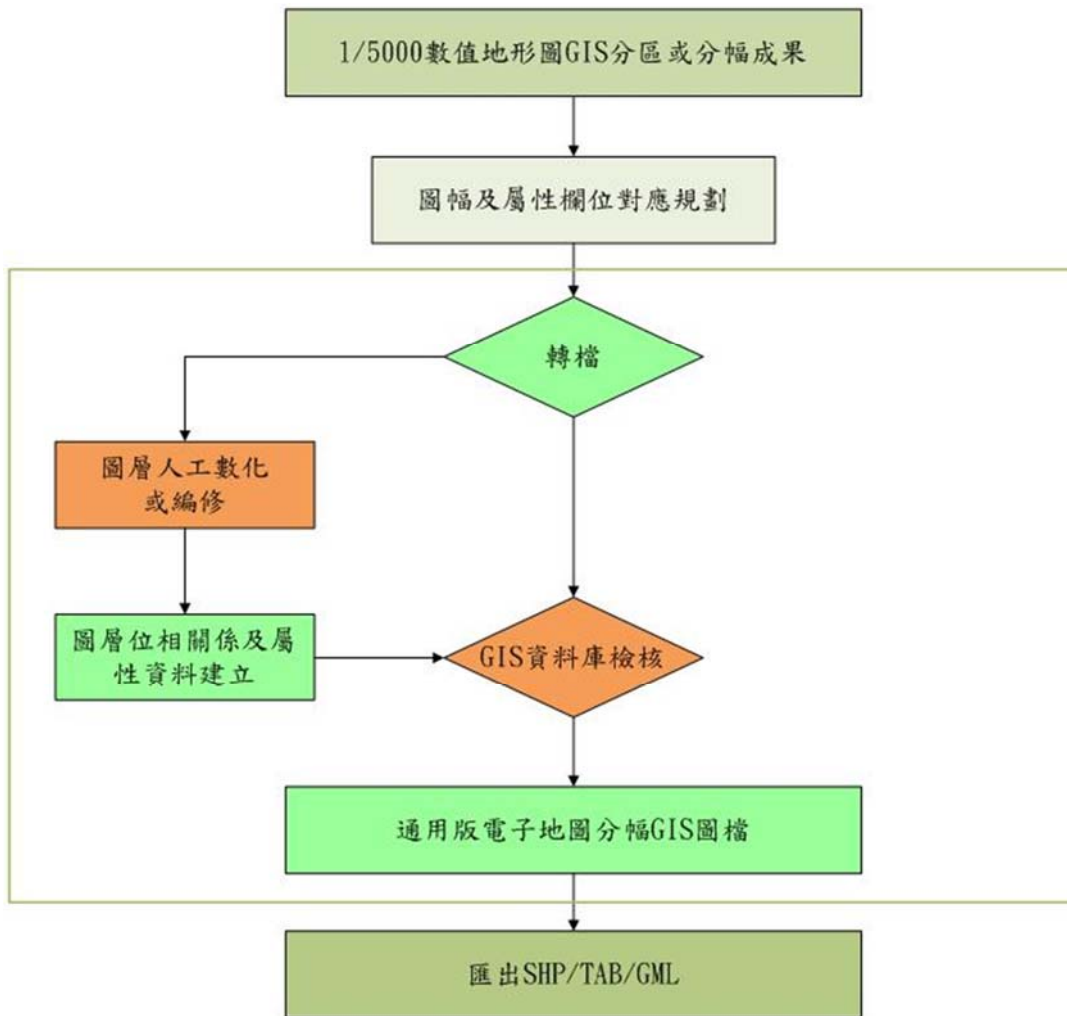 1/5000數值地形圖GIS分區或分幅成果
圖幅及屬性欄位對應規劃
轉檔
圖層人工數化
或編修
圖層位相關係及屬
性資料建立
GIS資料庫檢核
通用版電子地圖分幅GIS圖檔
匯出SHP/TAB/GML